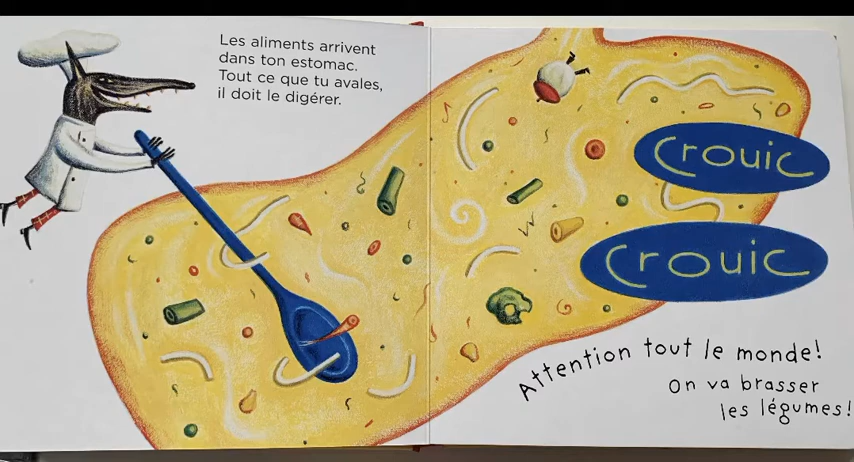 Les aliments arrivent
dans ton estomac.
Tout ce que tu avales,
il doit le digérer.
Crouic
Crouic
Attention tout le monde!
On va brasser
les légumes!